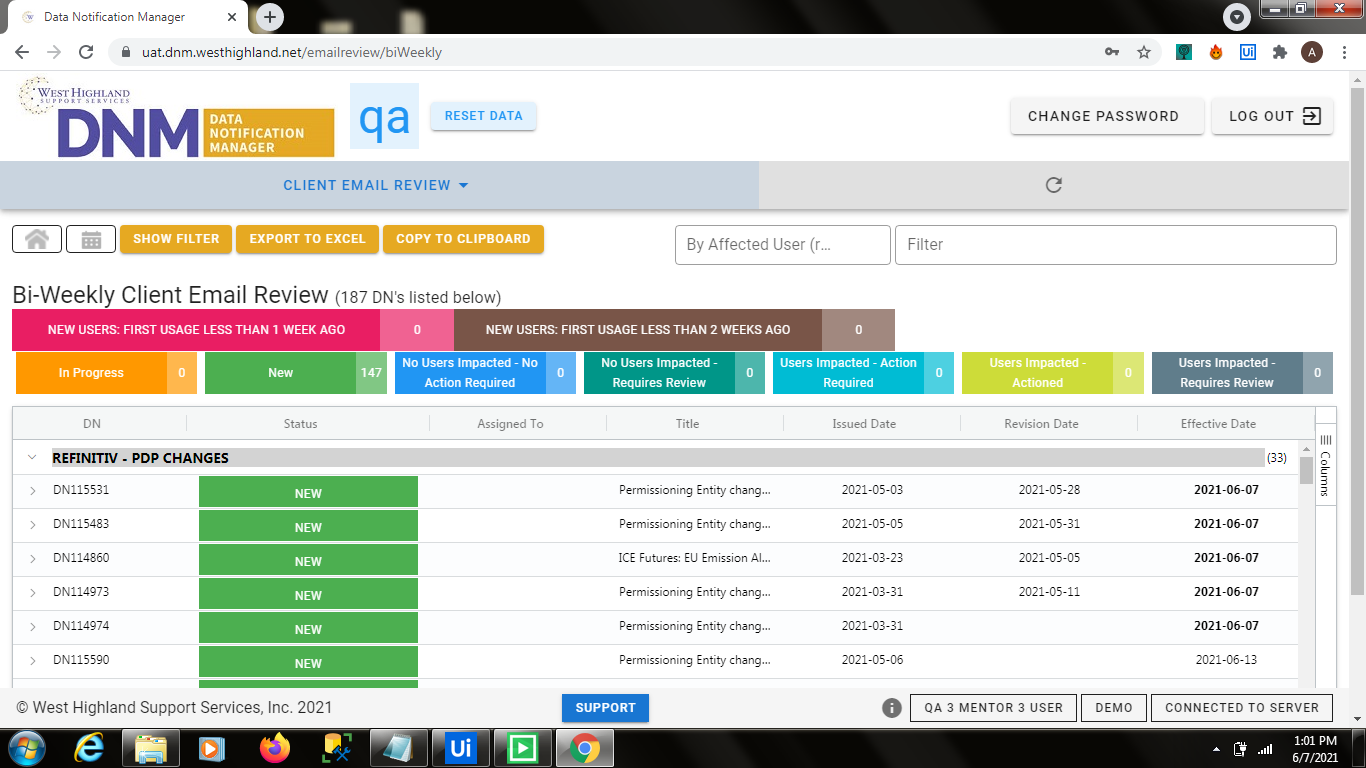 Data Notification Manager
uat.dnm.westhighland.net/emailreview/biWeekly
Ui
A
WEST HIGHLAND
SUPPORT SERVICES
DNM
DATA
NOTIFICATION
MANAGER
qa
RESET DATA
CHANGE PASSWORD
LOG OUT
CLIENT EMAIL REVIEW
SHOW FILTER
EXPORT TO EXCEL
COPY TO CLIPBOARD
By Affected User (r...
Filter
Bi-Weekly Client Email Review (187 DN's listed below)
NEW USERS: FIRST USAGE LESS THAN 1 WEEK AGO 0
NEW USERS: FIRST USAGE LESS THAN 2 WEEKS AGO 0
In Progress 0
New 147
No Users Impacted - No
Action Required 0
No Users Impacted -
Requires Review 0
Users Impacted - Action
Required 0
Users Impacted -
Actioned 0
Users Impacted -
Requires Review 0
DN Status Assigned To Title Issued Date Revision Date Effective Date
Columns
REFINITIV - PDP CHANGES (33)
DN115531 NEW Permissioning Entity chang... 2021-05-03 2021-05-28 2021-06-07
DN115483 NEW Permissioning Entity chang... 2021-05-05 2021-05-31 2021-06-07
DN114860 NEW ICE Futures: EU Emission Al... 2021-03-23 2021-05-05 2021-06-07
DN114973 NEW Permissioning Entity chang... 2021-03-31 2021-05-11 2021-06-07
DN114974 NEW Permissioning Entity chang... 2021-03-31 2021-06-07
DN115590 NEW Permissioning Entity chang... 2021-05-06 2021-06-13
© West Highland Support Services, Inc. 2021
SUPPORT
QA 3 MENTOR 3 USER
DEMO
CONNECTED TO SERVER
Ui
1:01 PM
6/7/2021